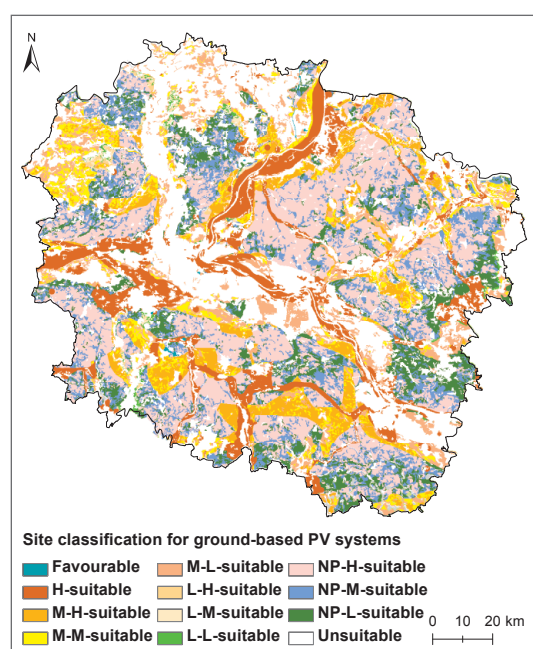 N
Site classification for ground-based PV systems
Favourable M-L-suitable NP-H-suitable
H-suitable L-H-suitable NP-M-suitable
M-H-suitable L-M-suitable NP-L-suitable
M-M-suitable L-L-suitable Unsuitable
0 10 20 km